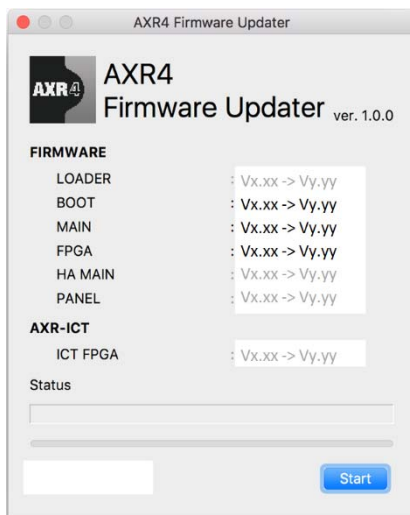 AXR4 Firmware Updater
AXR4
AXR4
Firmware Updater ver. 1.0.0
FIRMWARE
LOADER : Vx.xx -> Vy.yy
BOOT : Vx.xx -> Vy.yy
MAIN : Vx.xx -> Vy.yy
FPGA : Vx.xx -> Vy.yy
HA MAIN : Vx.xx -> Vy.yy
PANEL : Vx.xx -> Vy.yy
AXR-ICT
ICT FPGA : Vx.xx -> Vy.yy
Status
Start